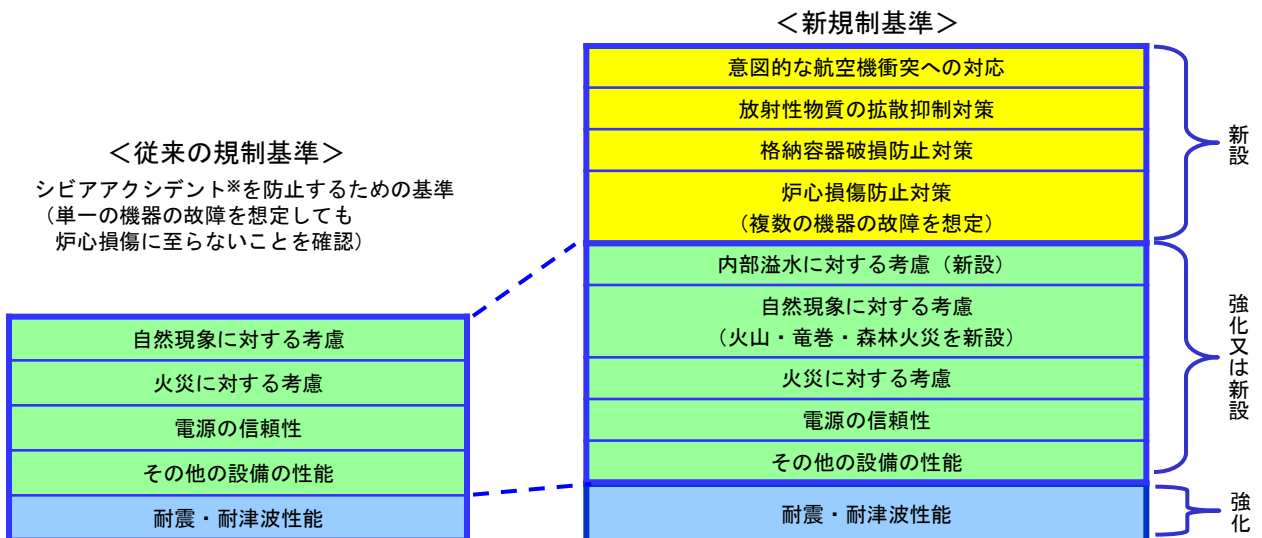 ＜従来の規制基準＞
シビアアクシデント※を防止するための基準
（単一の機器の故障を想定しても
炉心損傷に至らないことを確認）
自然現象に対する考慮
火災に対する考慮
電源の信頼性
その他の設備の性能
耐震・耐津波性能
＜新規制基準＞
意図的な航空機衝突への対応
放射性物質の拡散抑制対策
格納容器破損防止対策
炉心損傷防止対策
（複数の機器の故障を想定）
内部溢水に対する考慮（新設）
自然現象に対する考慮
（火山・竜巻・森林火災を新設）
火災に対する考慮
電源の信頼性
その他の設備の性能
耐震・耐津波性能
新設
強化又は新設
強化